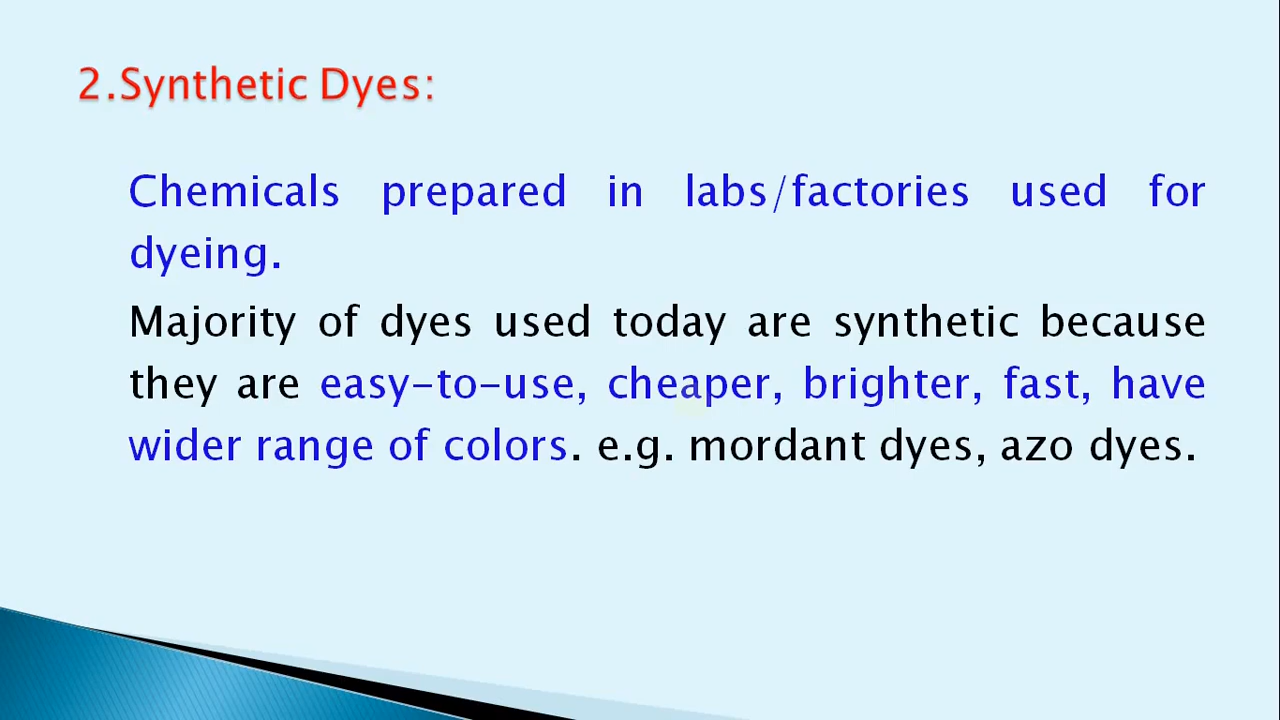 2.Synthetic Dyes:
Chemicals prepared in labs/factories used for
dyeing.
Majority of dyes used today are synthetic because
they are easy-to-use, cheaper, brighter, fast, have
wider range of colors. e.g. mordant dyes, azo dyes.